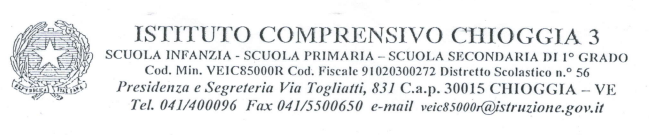 ISTITUTO COMPRENSIVO CHIOGGIA 3
SCUOLA INFANZIA - SCUOLA PRIMARIA – SCUOLA SECONDARIA DI I° GRADO
Cod. Min. VEIC85000R Cod. Fiscale 91020300272 Distretto Scolastico n.° 56
Presidenza e Segreteria Via Togliatti, 831 C.a.p. 30015 CHIOGGIA – VE
Tel. 041/400096 Fax 041/5500650 e-mail veic85000r@istruzione.gov.it